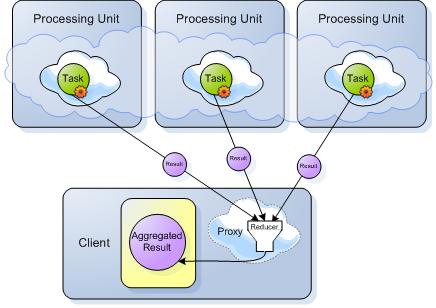 Processing Unit
Processing Unit
Processing Unit
Task
Task
Task
Result
Result
Result
Client
Proxy
Reducer
Aggregated
Result